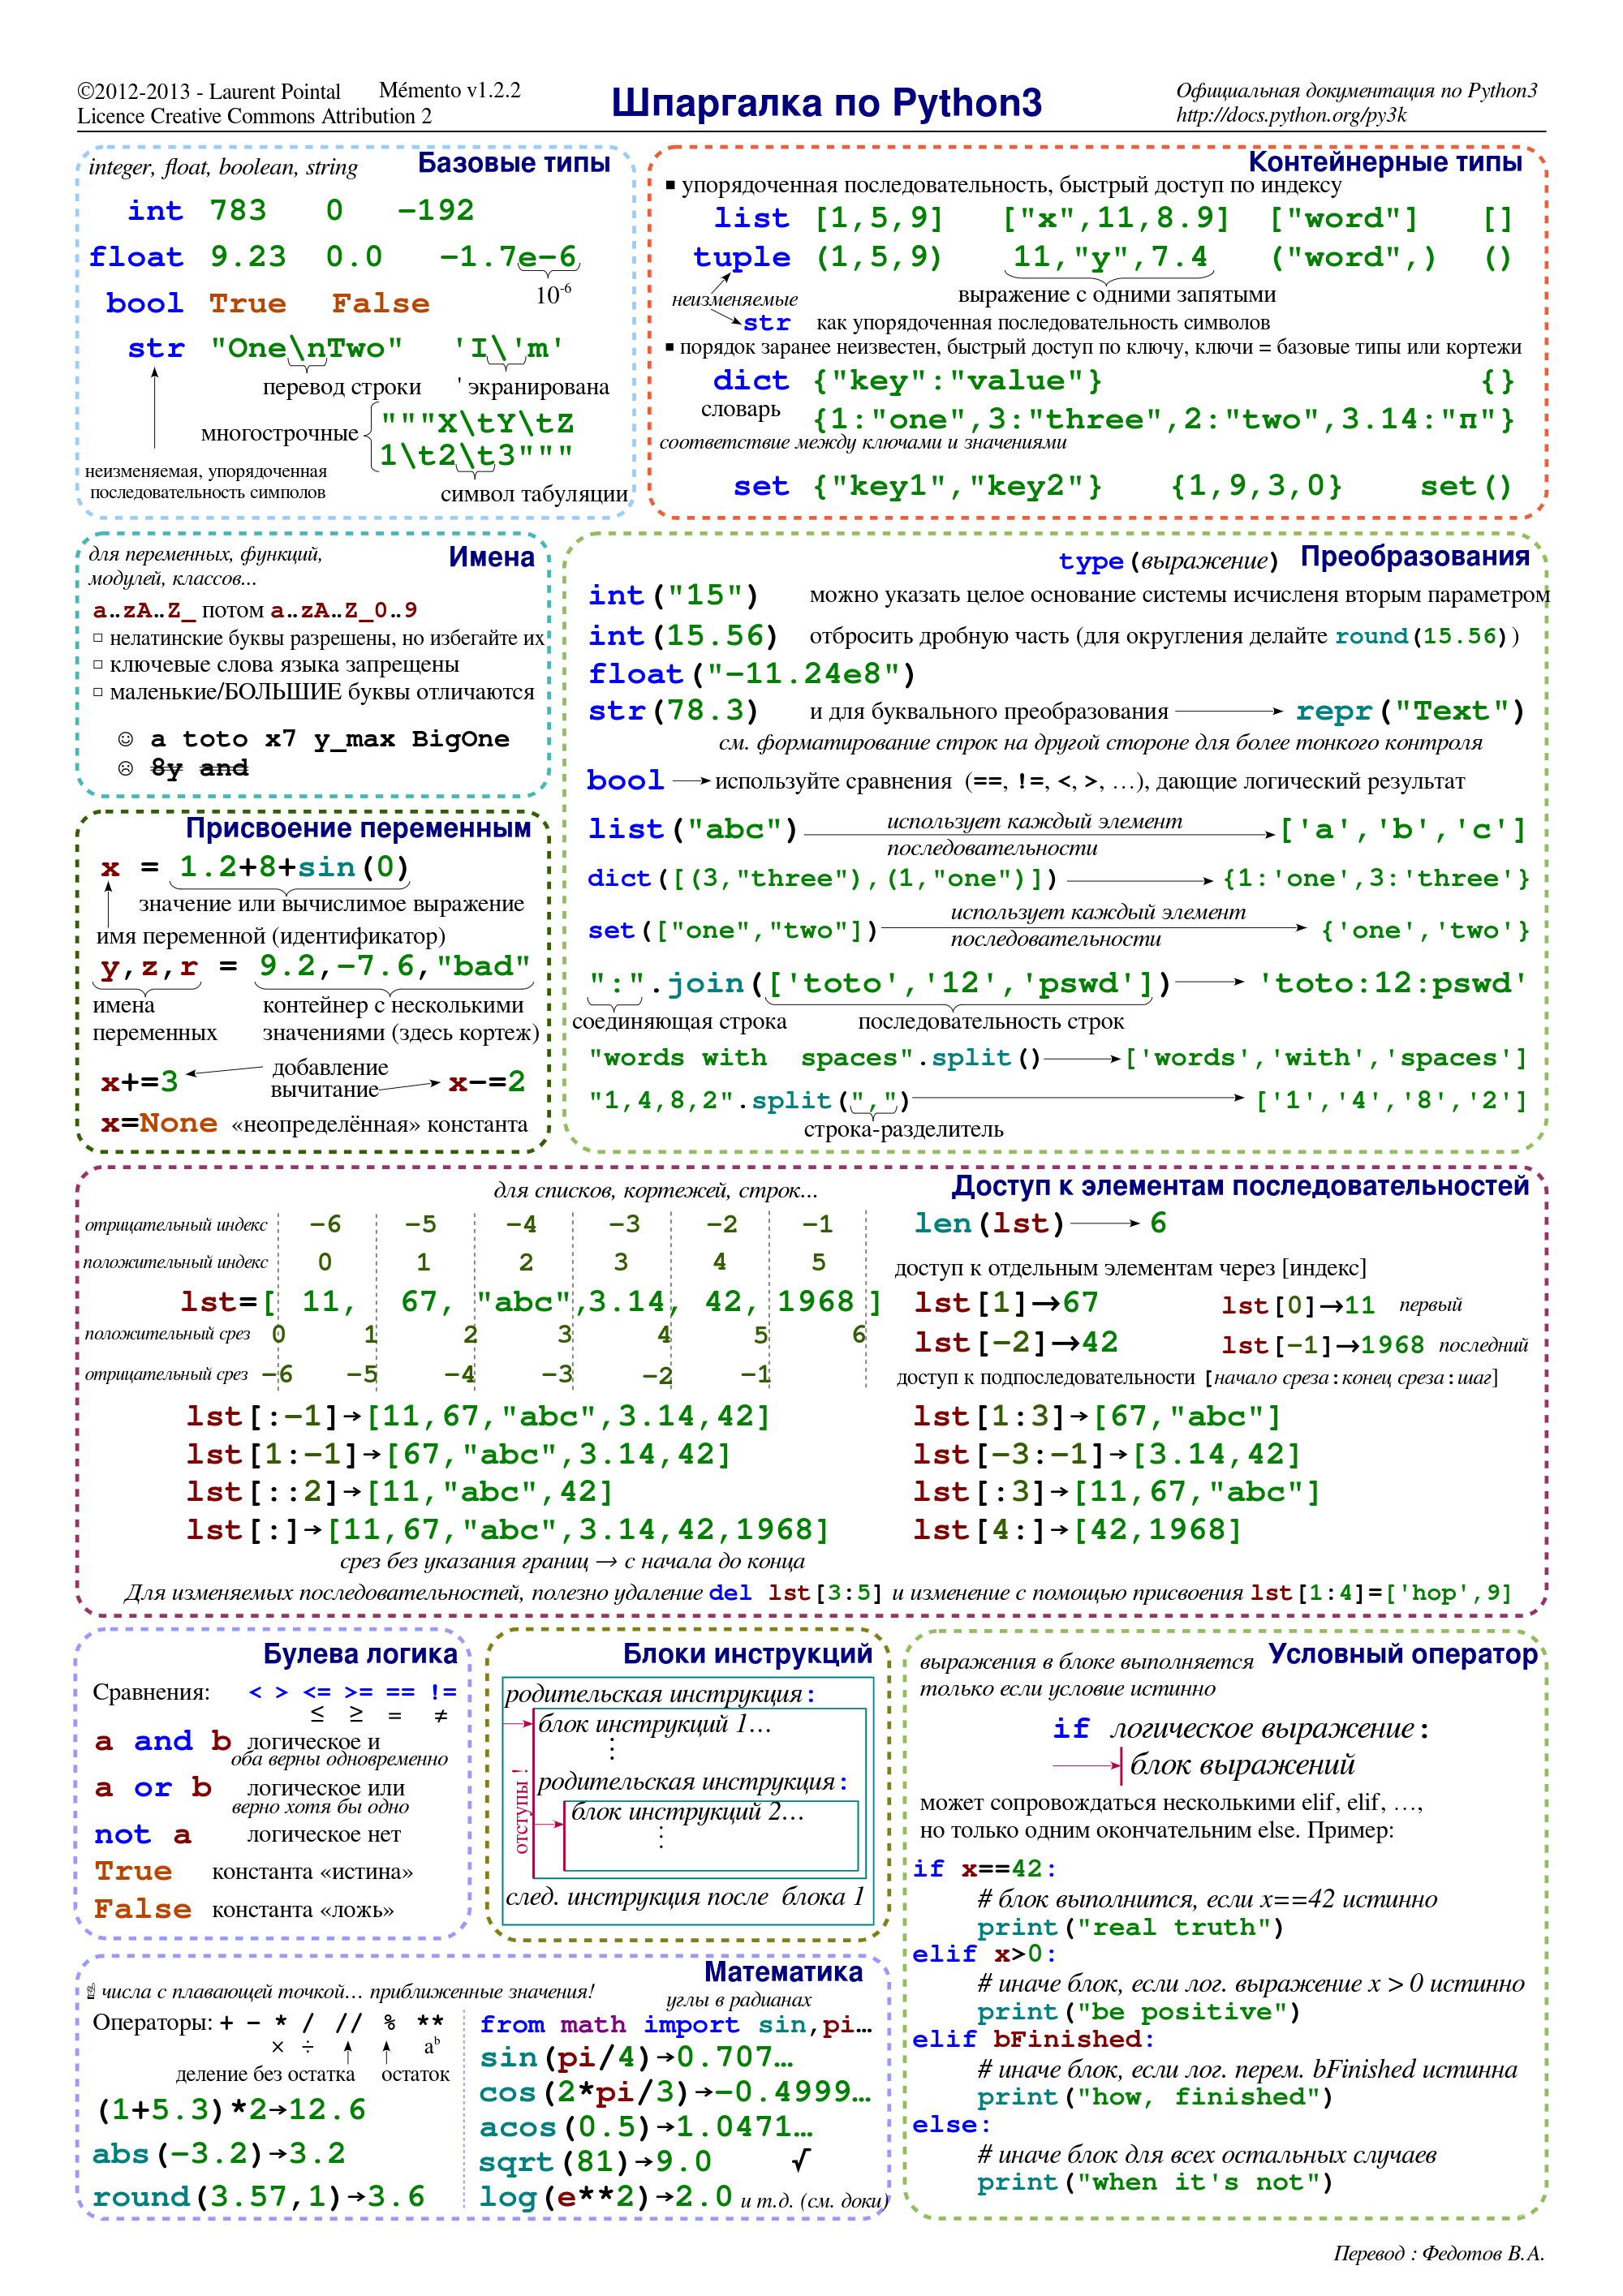 ©2012-2013 - Laurent Pointal Mémento v1.2.2
Licence Creative Commons Attribution 2
Шпаргалка по Python3
Официальная документация по Python3
http://docs.python.org/py3k
integer, float, boolean, string
Базовые типы
int 783 0 -192
float 9.23 0.0 -1.7e-6
10-6
bool True False
str "One\nTwo" 'I\'m'
перевод строки ' экранирована
многострочные
"""X\tY\tZ
1\t2\t3"""
неизменяемая, упорядоченная
последовательность симполов
символ табуляции
Контейнерные типы
▪ упорядоченная последовательность, быстрый доступ по индексу
list [1,5,9] ["x",11,8.9] ["word"] []
tuple (1,5,9) 11,"y",7.4 ("word",) ()
неизменяемые
выражение с одними запятыми
str как упорядоченная последовательность символов
▪ порядок заранее неизвестен, быстрый доступ по ключу, ключи = базовые типы или кортежи
dict {"key":"value"} {}
словарь {1:"one",3:"three",2:"two",3.14:"π"}
соответствие между ключами и значениями
set {"key1","key2"} {1,9,3,0} set()
для переменных, функций,
модулей, классов...
Имена
a..zA..Z_ потом a..zA..Z_0..9
□ нелатинские буквы разрешены, но избегайте их
□ ключевые слова языка запрещены
□ маленькие/БОЛЬШИЕ буквы отличаются
☺ a toto x7 y_max BigOne
☹ 8y and
Присвоение переменным
x = 1.2+8+sin(0)
значение или вычислимое выражение
имя переменной (идентификатор)
y,z,r = 9.2,-7.6,"bad"
имена контейнер с несколькими
переменных значениями (здесь кортеж)
x+=3 добавление
вычитание x-=2
x=None «неопределённая» константа
type(выражение) Преобразования
int("15") можно указать целое основание системы исчисленя вторым параметром
int(15.56) отбросить дробную часть (для округления делайте round(15.56))
float("-11.24e8")
str(78.3) и для буквального преобразования → repr("Text")
см. форматирование строк на другой стороне для более тонкого контроля
bool → используйте сравнения (==, !=, <, >, …), дающие логический результат
list("abc") использует каждый элемент последовательности → ['a','b','c']
dict([(3,"three"),(1,"one")]) → {1:'one',3:'three'}
set(["one","two"]) использует каждый элемент последовательности → {'one','two'}
":".join(['toto','12','pswd']) → 'toto:12:pswd'
соединяющая строка последовательность строк
"words with  spaces".split() → ['words','with','spaces']
"1,4,8,2".split(",") → ['1','4','8','2']
строка-разделитель
для списков, кортежей, строк...
Доступ к элементам последовательностей
отрицательный индекс -6 -5 -4 -3 -2 -1
положительный индекс 0 1 2 3 4 5
lst=[ 11, 67, "abc",3.14, 42, 1968 ]
положительный срез 0 1 2 3 4 5 6
отрицательный срез -6 -5 -4 -3 -2 -1
len(lst) → 6
доступ к отдельным элементам через [индекс]
lst[1]→67 lst[0]→11 первый
lst[-2]→42 lst[-1]→1968 последний
доступ к подпоследовательности [начало среза:конец среза:шаг]
lst[:-1]→[11,67,"abc",3.14,42] lst[1:3]→[67,"abc"]
lst[1:-1]→[67,"abc",3.14,42] lst[-3:-1]→[3.14,42]
lst[::2]→[11,"abc",42] lst[:3]→[11,67,"abc"]
lst[:]→[11,67,"abc",3.14,42,1968] lst[4:]→[42,1968]
срез без указания границ → с начала до конца
Для изменяемых последовательностей, полезно удаление del lst[3:5] и изменение с помощью присвоения lst[1:4]=['hop',9]
Булева логика
Сравнения: < > <= >= == !=
≤ ≥ = ≠
a and b логическое и
оба верны одновременно
a or b логическое или
верно хотя бы одно
not a логическое нет
True константа «истина»
False константа «ложь»
Блоки инструкций
родительская инструкция:
блок инструкций 1…
⋮
родительская инструкция:
блок инструкций 2…
⋮
отступы !
след. инструкция после блока 1
выражения в блоке выполняется
только если условие истинно
Условный оператор
if логическое выражение:
блок выражений
может сопровождаться несколькими elif, elif, …,
но только одним окончательним else. Пример:
if x==42:
# блок выполнится, если x==42 истинно
print("real truth")
elif x>0:
# иначе блок, если лог. выражение x > 0 истинно
print("be positive")
elif bFinished:
# иначе блок, если лог. перем. bFinished истинна
print("how, finished")
else:
# иначе блок для всех остальных случаев
print("when it's not")
Математика
☝ числа с плавающей точкой… приближенные значения!
углы в радианах
Операторы: + - * / // % **
× ÷ ab
деление без остатка остаток
(1+5.3)*2→12.6
abs(-3.2)→3.2
round(3.57,1)→3.6
from math import sin,pi…
sin(pi/4)→0.707…
cos(2*pi/3)→-0.4999…
acos(0.5)→1.0471…
sqrt(81)→9.0 √
log(e**2)→2.0 и т.д. (см. доки)
Перевод : Федотов В.А.